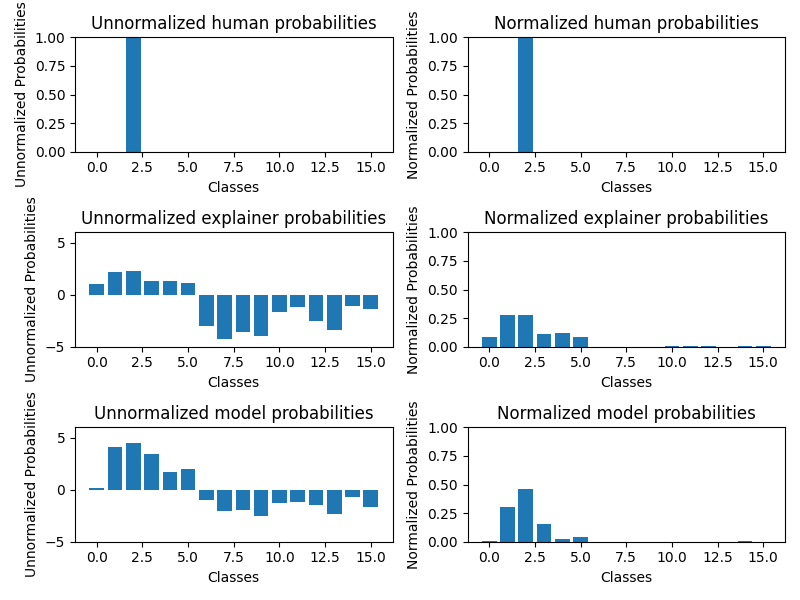 Unnormalized human probabilities
Unnormalized Probabilities
1.00
0.75
0.50
0.25
0.00
0.0 2.5 5.0 7.5 10.0 12.5 15.0
Classes
Normalized human probabilities
Normalized Probabilities
1.00
0.75
0.50
0.25
0.00
0.0 2.5 5.0 7.5 10.0 12.5 15.0
Classes
Unnormalized explainer probabilities
Unnormalized Probabilities
5
0
−5
0.0 2.5 5.0 7.5 10.0 12.5 15.0
Classes
Normalized explainer probabilities
Normalized Probabilities
1.00
0.75
0.50
0.25
0.00
0.0 2.5 5.0 7.5 10.0 12.5 15.0
Classes
Unnormalized model probabilities
Unnormalized Probabilities
5
0
−5
0.0 2.5 5.0 7.5 10.0 12.5 15.0
Classes
Normalized model probabilities
Normalized Probabilities
1.00
0.75
0.50
0.25
0.00
0.0 2.5 5.0 7.5 10.0 12.5 15.0
Classes